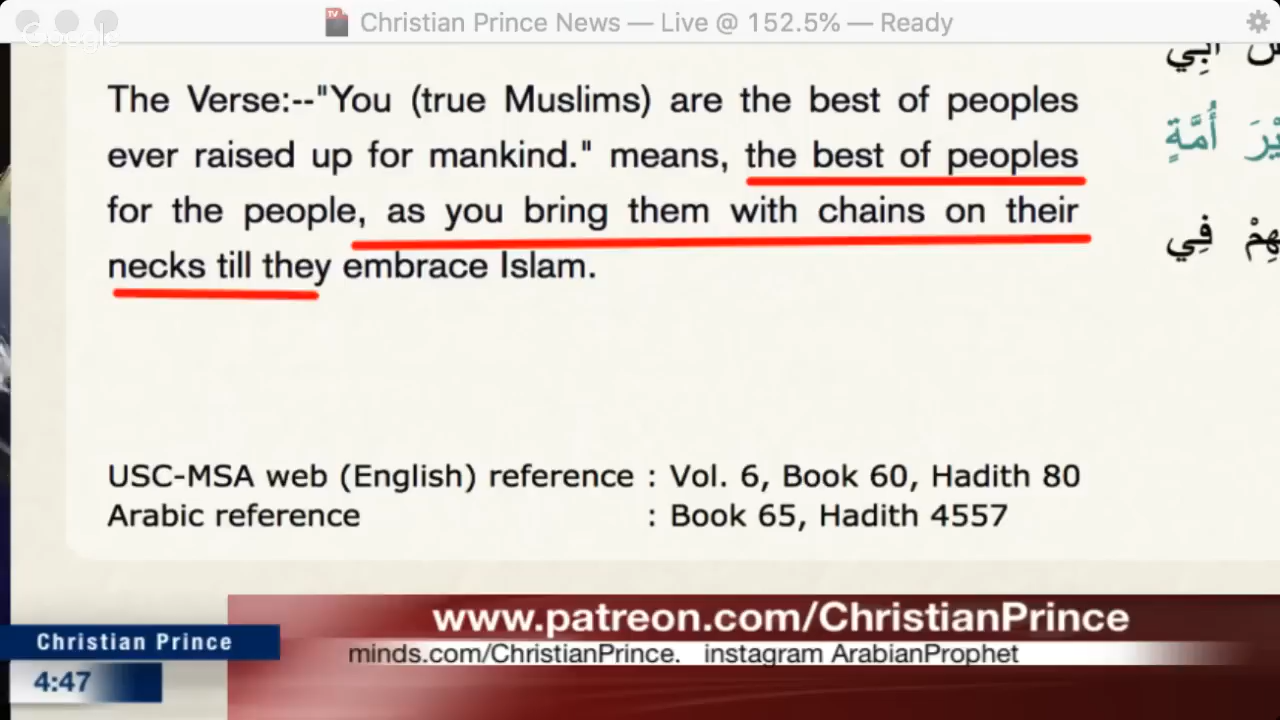 Christian Prince News — Live @ 152.5% — Ready
Google
The Verse:--"You (true Muslims) are the best of peoples
ever raised up for mankind." means, the best of peoples
for the people, as you bring them with chains on their
necks till they embrace Islam.
أُمَّةٍ
فِي
USC-MSA web (English) reference : Vol. 6, Book 60, Hadith 80
Arabic reference : Book 65, Hadith 4557
www.patreon.com/ChristianPrince
Christian Prince
minds.com/ChristianPrince. instagram ArabianProphet
4:47